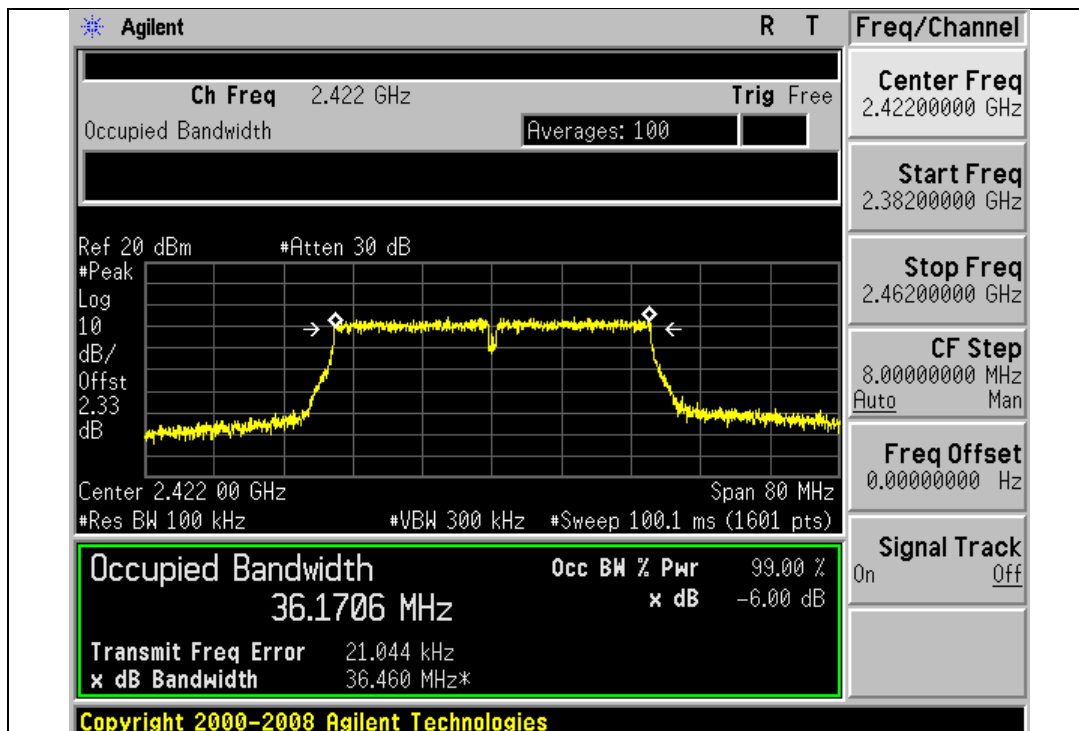 Agilent R T
Ch Freq 2.422 GHz Trig Free
Occupied Bandwidth Averages: 100
Ref 20 dBm #Atten 30 dB
#Peak
Log
10
dB/
Offst
2.33
dB
Center 2.422 00 GHz Span 80 MHz
#Res BW 100 kHz #VBW 300 kHz #Sweep 100.1 ms (1601 pts)
Occupied Bandwidth Occ BW % Pwr 99.00 %
36.1706 MHz x dB -6.00 dB
Transmit Freq Error 21.044 kHz
x dB Bandwidth 36.460 MHz*
Copyright 2000-2008 Agilent Technologies
Freq/Channel
Center Freq
2.42200000 GHz
Start Freq
2.38200000 GHz
Stop Freq
2.46200000 GHz
CF Step
8.00000000 MHz
Auto Man
Freq Offset
0.00000000 Hz
Signal Track
On Off